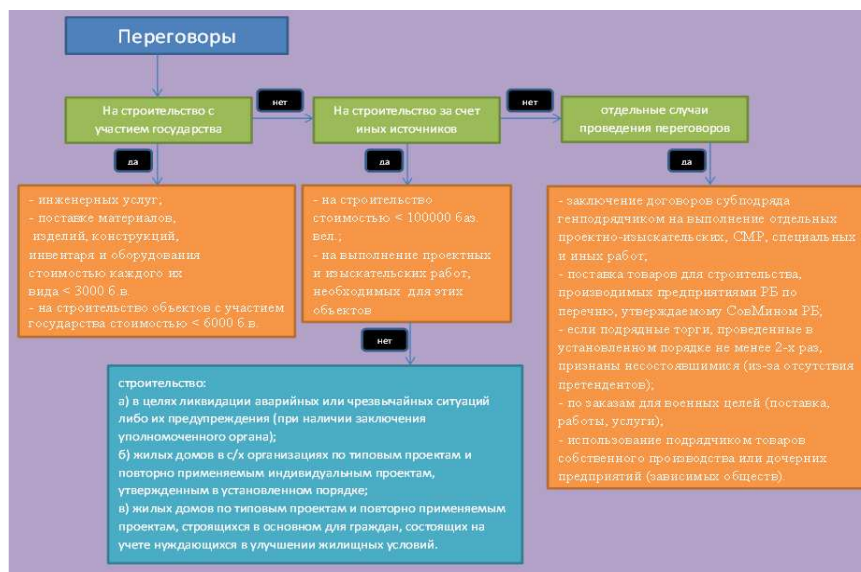 Переговоры
На строительство с
участием государства
нет
На строительство за счет
иных источников
нет
отдельные случаи
проведения переговоров
да
да
да
- инженерных услуг;
- поставке материалов,
изделий, конструкций,
инвентаря и оборудования
стоимостью каждого их
вида < 3000 б.в.
- на строительство объектов с участием
государства стоимостью < 6000 б.в.
- на строительство
стоимостью < 100000 баз.
вел.;
- на выполнение проектных
и изыскательских работ,
необходимых для этих
объектов
- заключение договоров субподряда
генподрядчиком на выполнение отдельных
проектно-изыскательских, СМР, специальных
и иных работ;
- поставка товаров для строительства,
производимых предприятиями РБ по
перечню, утверждаемому СовМином РБ;
- если подрядные торги, проведенные в
установленном порядке не менее 2-х раз,
признаны несостоявшимися (из-за отсутствия
претендентов);
- по заказам для военных целей (поставка,
работы, услуги);
- использование подрядчиком товаров
собственного производства или дочерних
предприятий (зависимых обществ)
нет
строительство:
а) в целях ликвидации аварийных или чрезвычайных ситуаций
либо их предупреждения (при наличии заключения
уполномоченного органа);
б) жилых домов в с/х организациях по типовым проектам и
повторно применяемым индивидуальным проектам,
утвержденным в установленном порядке;
в) жилых домов по типовым проектам и повторно применяемым
проектам, строящихся в основном для граждан, состоящих на
учете нуждающихся в улучшении жилищных условий.